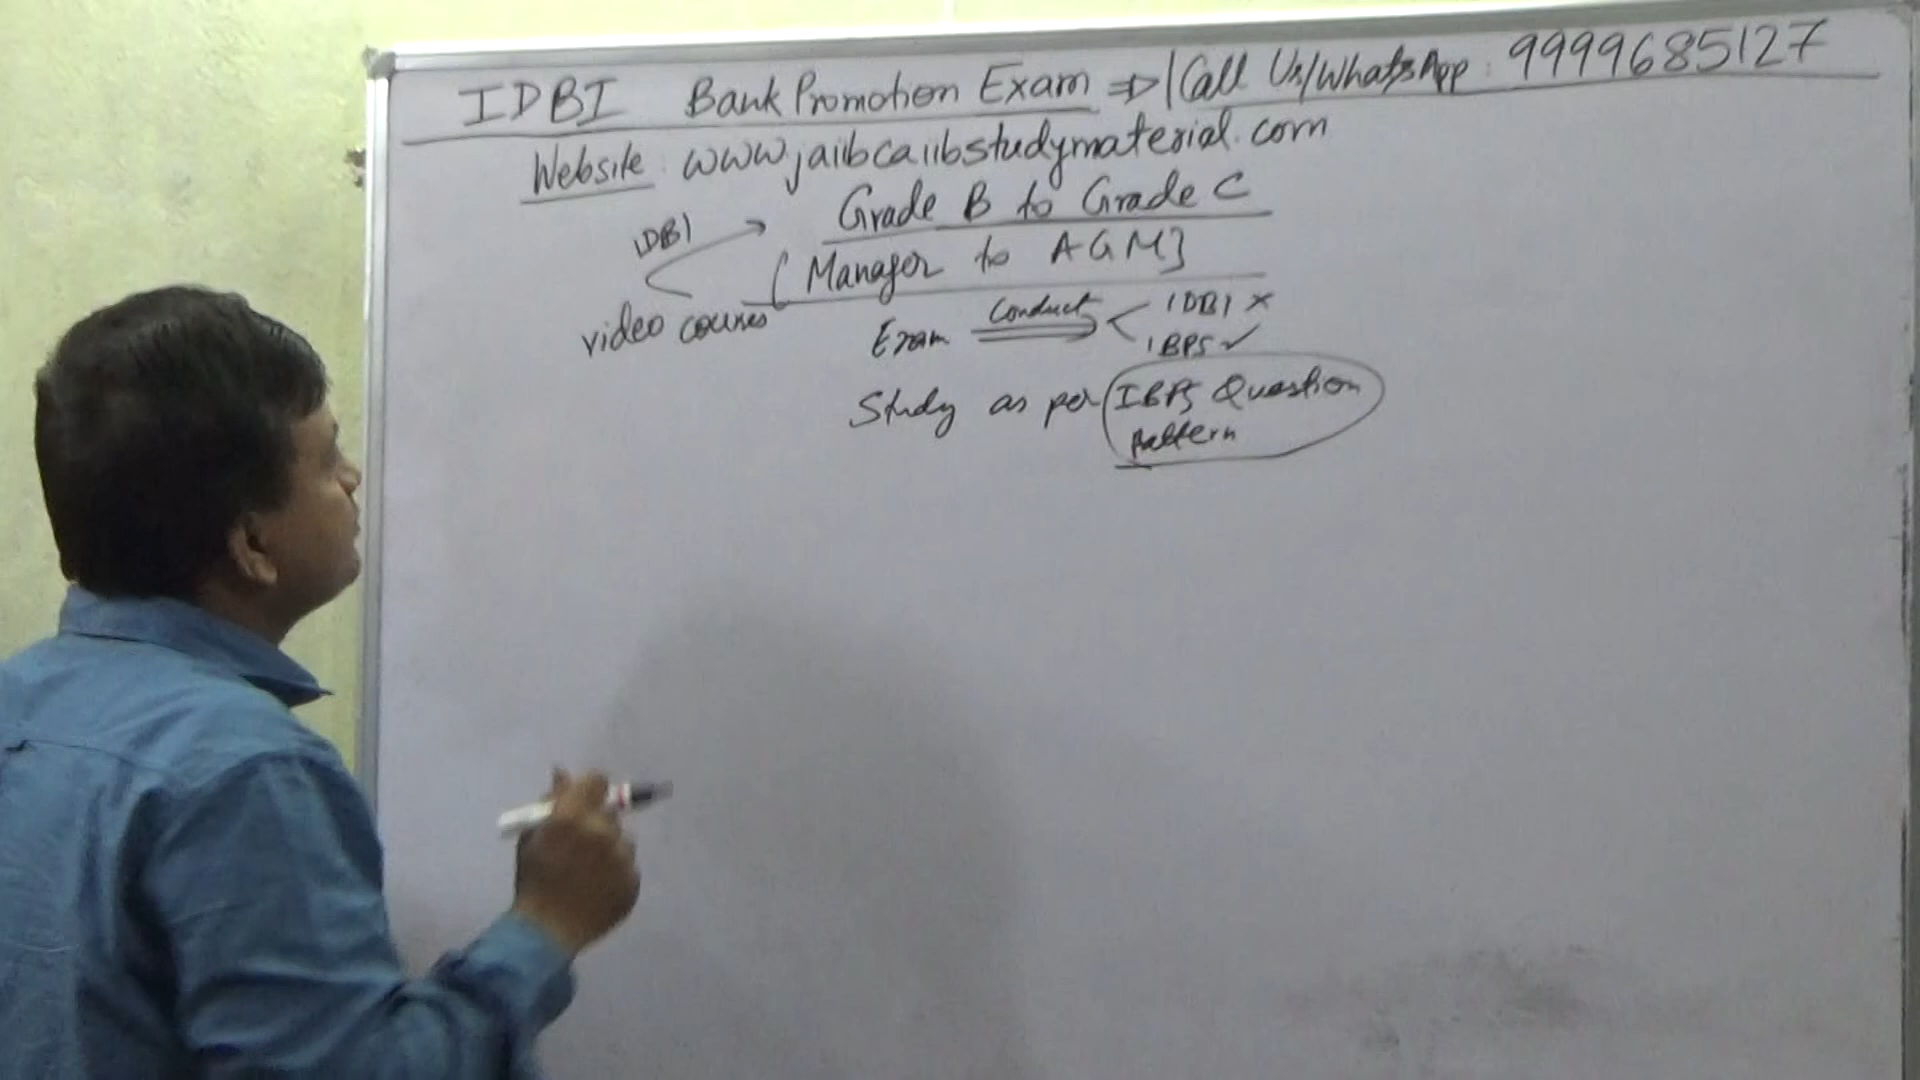 IDBI Bank Promotion Exam ⇒ | Call Us/WhatsApp : 9999685127
Website : www.jaiibcaiibstudymaterial.com
Grade B to Grade C
IDBI
[Manager to AGM]
video courses
Exam Conduct IDBI ×
IBPS ✓
Study as per IBPS Question
Pattern